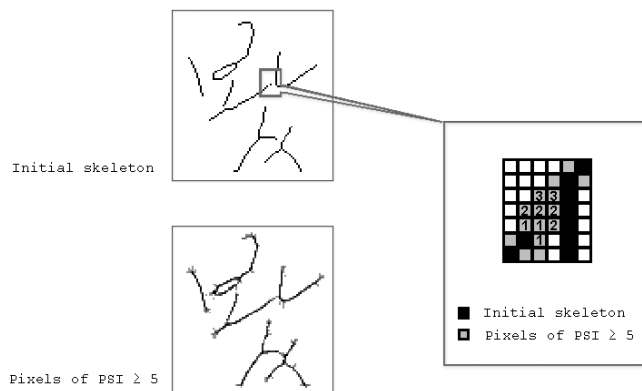 Initial skeleton
3 3
2 2 2
1 1 2
1
Initial skeleton
Pixels of PSI ≥ 5
Pixels of PSI ≥ 5